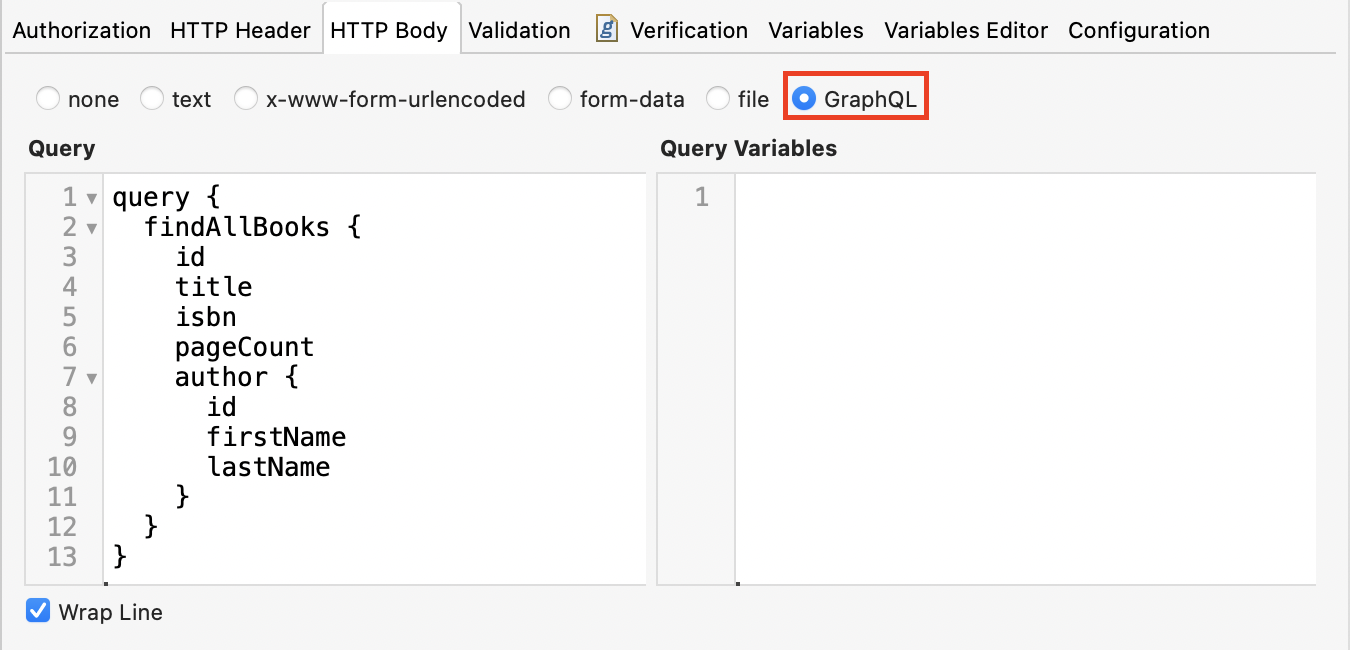 Authorization HTTP Header HTTP Body Validation g Verification Variables Variables Editor Configuration
none text x-www-form-urlencoded form-data file GraphQL
Query Query Variables
1 query { 1
2 findAllBooks {
3 id
4 title
5 isbn
6 pageCount
7 author {
8 id
9 firstName
10 lastName
11 }
12 }
13 }
Wrap Line